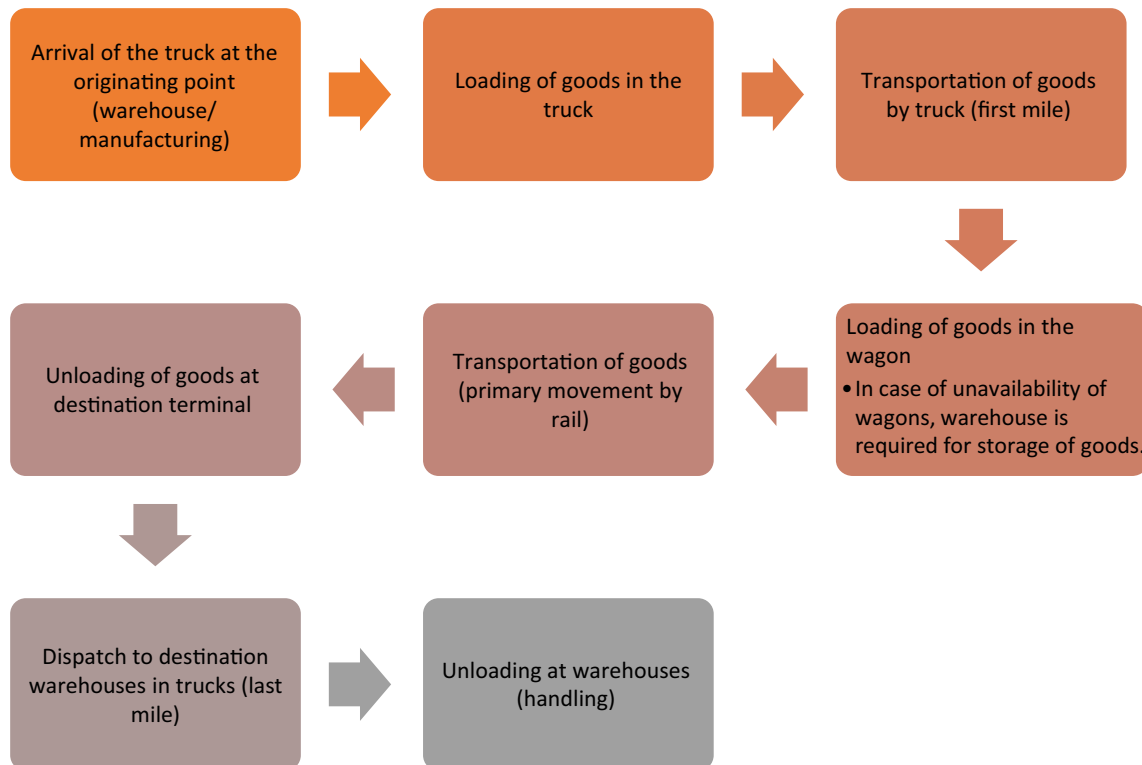 Arrival of the truck at the
originating point
(warehouse/
manufacturing)
Loading of goods in the
truck
Transportation of goods
by truck (first mile)
Loading of goods in the
wagon
•In case of unavailability of
wagons, warehouse is
required for storage of goods.
Transportation of goods
(primary movement by
rail)
Unloading of goods at
destination terminal
Dispatch to destination
warehouses in trucks (last
mile)
Unloading at warehouses
(handling)